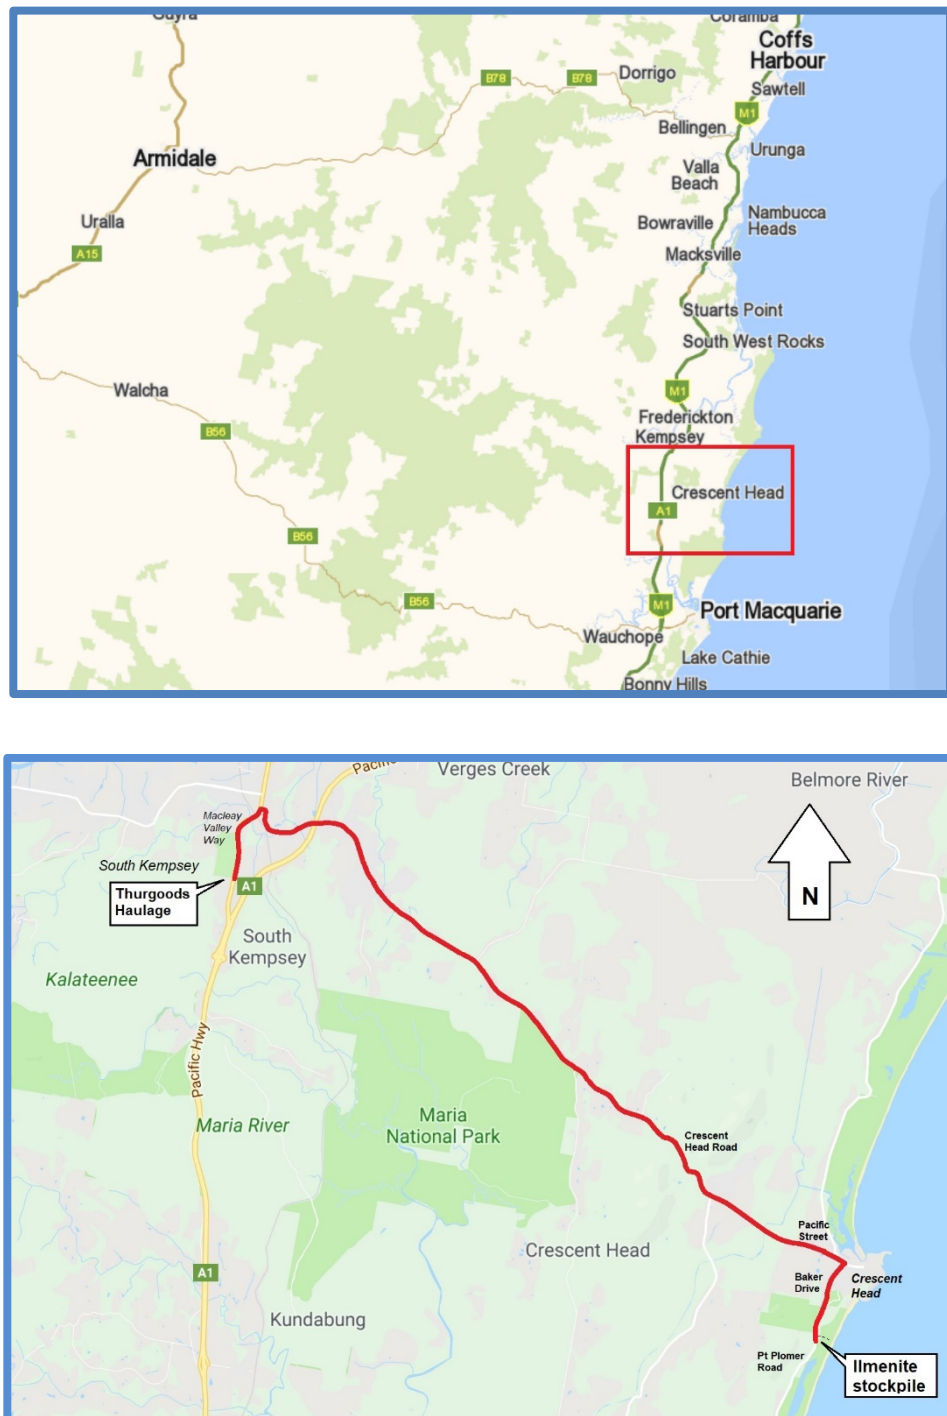 Guyra
Coramba
Coffs
Harbour
B78
B78
Dorrigo
Sawtell
M1
Bellingen
Armidale
Urunga
Valla
Beach
Uralla
Bowraville
Nambucca
Heads
A15
Macksville
Stuarts Point
South West Rocks
Walcha
M1
Frederickton
Kempsey
B56
Crescent Head
A1
B56
B56
M1
Port Macquarie
Wauchope
Lake Cathie
Bonny Hills
Pacific
Verges Creek
Belmore River
Macleay
Valley
Way
South Kempsey
A1
Thurgoods
Haulage
N
South
Kempsey
Kalateenee
Pacific Hwy
Maria River
Maria
National Park
Crescent
Head Road
Pacific
Street
Crescent Head
A1
Baker
Drive
Crescent
Head
Kundabung
Pt Plomer
Road
Ilmenite
stockpile